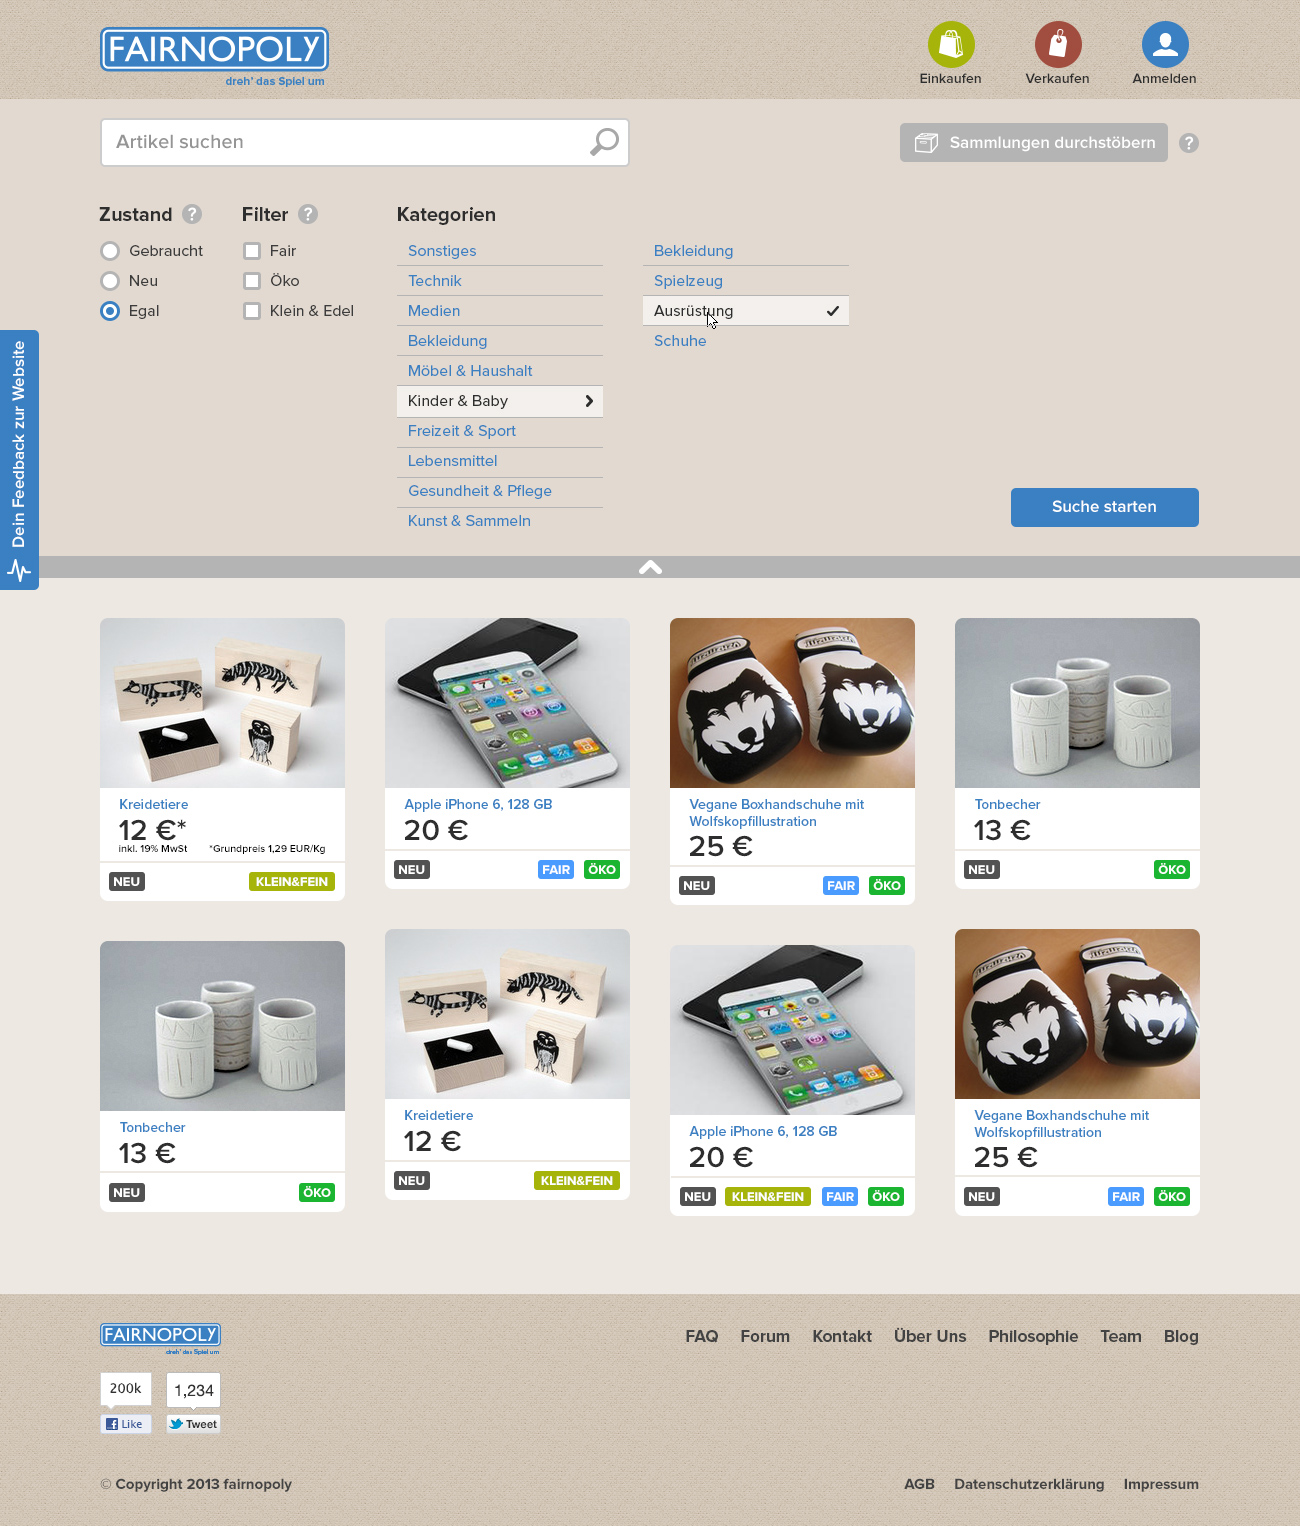 FAIRNOPOLY
dreh' das Spiel um
Einkaufen
Verkaufen
Anmelden
Artikel suchen
Sammlungen durchstöbern
?
Zustand ?
Gebraucht
Neu
Egal
Filter ?
Fair
Öko
Klein & Edel
Kategorien
Sonstiges
Technik
Medien
Bekleidung
Möbel & Haushalt
Kinder & Baby
Freizeit & Sport
Lebensmittel
Gesundheit & Pflege
Kunst & Sammeln
Bekleidung
Spielzeug
Ausrüstung
Schuhe
Dein Feedback zur Website
Suche starten
Kreidetiere
12 €*
inkl. 19% MwSt *Grundpreis 1,29 EUR/Kg
NEU KLEIN&FEIN
Apple iPhone 6, 128 GB
20 €
NEU FAIR ÖKO
Vegane Boxhandschuhe mit
Wolfskopfillustration
25 €
NEU FAIR ÖKO
Tonbecher
13 €
NEU ÖKO
Tonbecher
13 €
NEU ÖKO
Kreidetiere
12 €
NEU KLEIN&FEIN
Apple iPhone 6, 128 GB
20 €
NEU KLEIN&FEIN FAIR ÖKO
Vegane Boxhandschuhe mit
Wolfskopfillustration
25 €
NEU FAIR ÖKO
FAIRNOPOLY
dreh' das Spiel um
FAQ Forum Kontakt Über Uns Philosophie Team Blog
200k
Like
1,234
Tweet
© Copyright 2013 fairnopoly
AGB Datenschutzerklärung Impressum